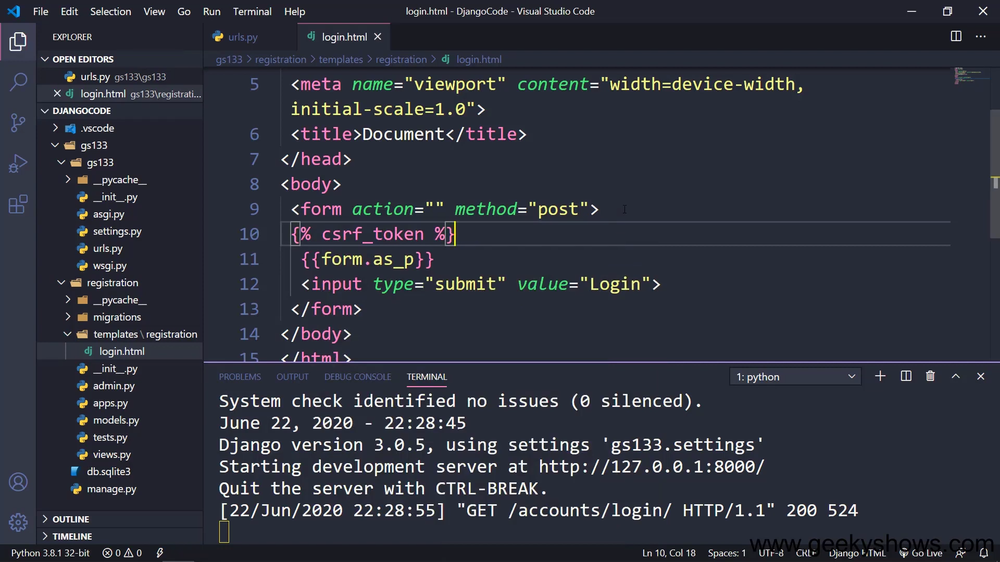 File Edit Selection View Go Run Terminal Help
login.html - DjangoCode - Visual Studio Code
EXPLORER
OPEN EDITORS
urls.py gs133\gs133
login.html gs133\registrati...
DJANGOCODE
.vscode
gs133
gs133
__pycache__
__init__.py
asgi.py
settings.py
urls.py
wsgi.py
registration
__pycache__
migrations
templates \ registration
login.html
__init__.py
admin.py
apps.py
models.py
tests.py
views.py
db.sqlite3
manage.py
OUTLINE
TIMELINE
urls.py login.html
gs133 > registration > templates > registration > dj login.html
5 <meta name="viewport" content="width=device-width,
initial-scale=1.0">
6 <title>Document</title>
7 </head>
8 <body>
9 <form action="" method="post">
10 {% csrf_token %}
11 {{form.as_p}}
12 <input type="submit" value="Login">
13 </form>
14 </body>
15 </html>
PROBLEMS OUTPUT DEBUG CONSOLE TERMINAL 1: python
System check identified no issues (0 silenced).
June 22, 2020 - 22:28:45
Django version 3.0.5, using settings 'gs133.settings'
Starting development server at http://127.0.0.1:8000/
Quit the server with CTRL-BREAK.
[22/Jun/2020 22:28:55] "GET /accounts/login/ HTTP/1.1" 200 524
www.geekyshows.com
Python 3.8.1 32-bit 0 0 Ln 10, Col 18 Spaces: 1 UTF-8 CRLF Django HTML Go Live